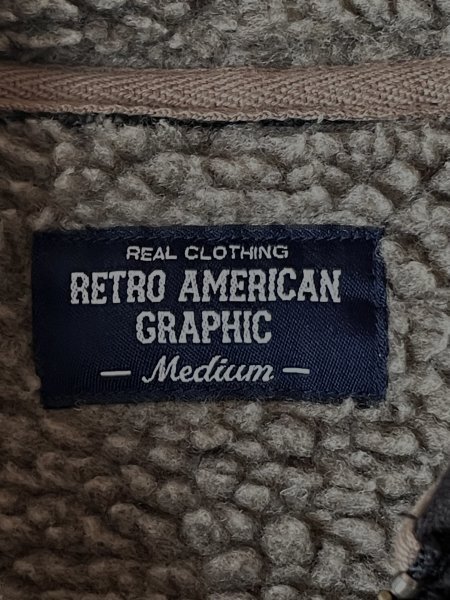 REAL CLOTHING
RETRO AMERICAN
GRAPHIC
— Medium —